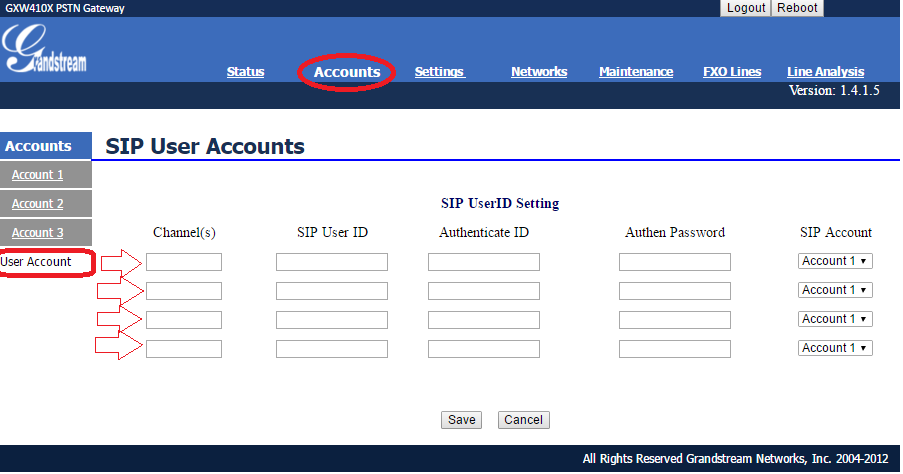 GXW410X PSTN Gateway
Logout Reboot
Grandstream
Status Accounts Settings Networks Maintenance FXO Lines Line Analysis
Version: 1.4.1.5
Accounts
Account 1
Account 2
Account 3
User Account
SIP User Accounts
SIP UserID Setting
Channel(s) SIP User ID Authenticate ID Authen Password SIP Account
Account 1
Account 1
Account 1
Account 1
Save Cancel
All Rights Reserved Grandstream Networks, Inc. 2004-2012